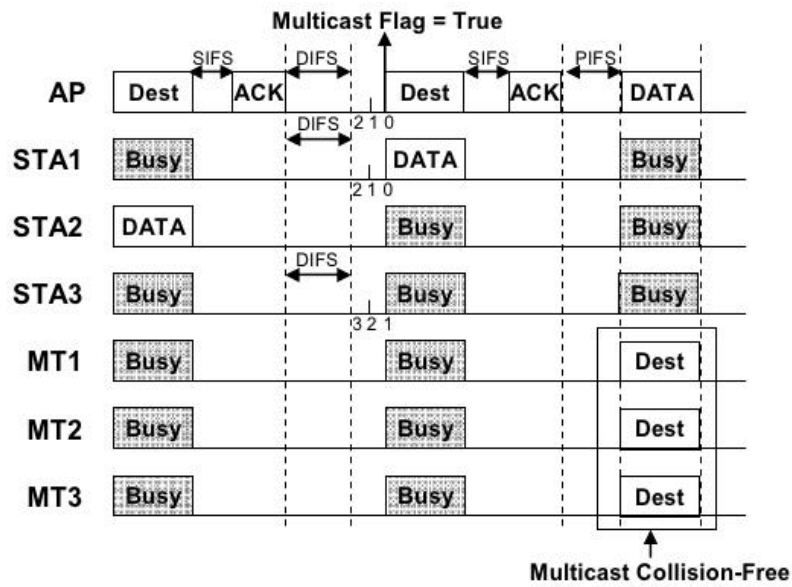 Multicast Flag = True
SIFS DIFS SIFS PIFS
AP Dest ACK Dest ACK DATA
2 1 0
DIFS
STA1 Busy DATA Busy
2 1 0
STA2 DATA Busy Busy
DIFS
STA3 Busy Busy Busy
3 2 1
MT1 Busy Busy Dest
MT2 Busy Busy Dest
MT3 Busy Busy Dest
Multicast Collision-Free